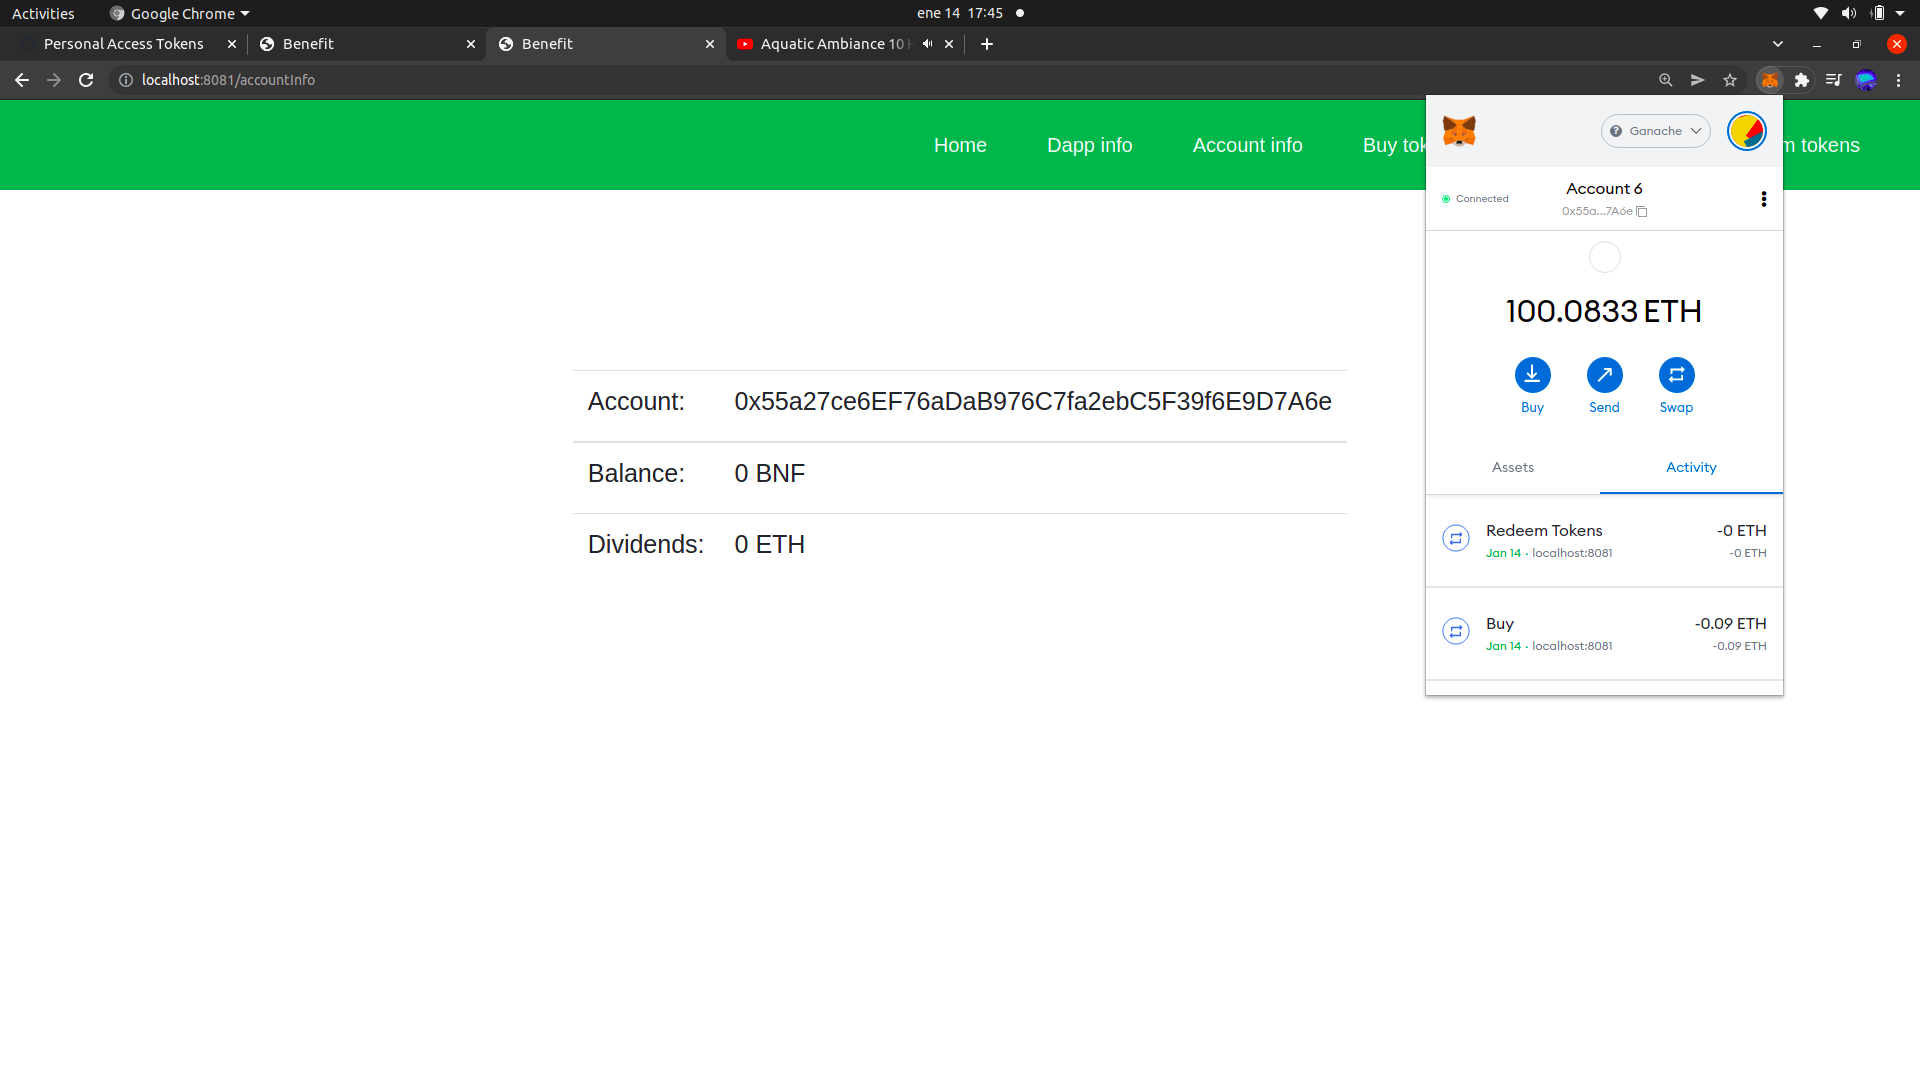 Activities Google Chrome ene 14 17:45
Personal Access Tokens Benefit Benefit Aquatic Ambiance 10
localhost:8081/accountInfo
Home Dapp info Account info Buy tok m tokens
Ganache
Connected
Account 6
0x55a...7A6e
100.0833 ETH
Buy Send Swap
Assets Activity
Redeem Tokens -0 ETH
Jan 14 · localhost:8081 -0 ETH
Buy -0.09 ETH
Jan 14 · localhost:8081 -0.09 ETH
Account: 0x55a27ce6EF76aDaB976C7fa2ebC5F39f6E9D7A6e
Balance: 0 BNF
Dividends: 0 ETH